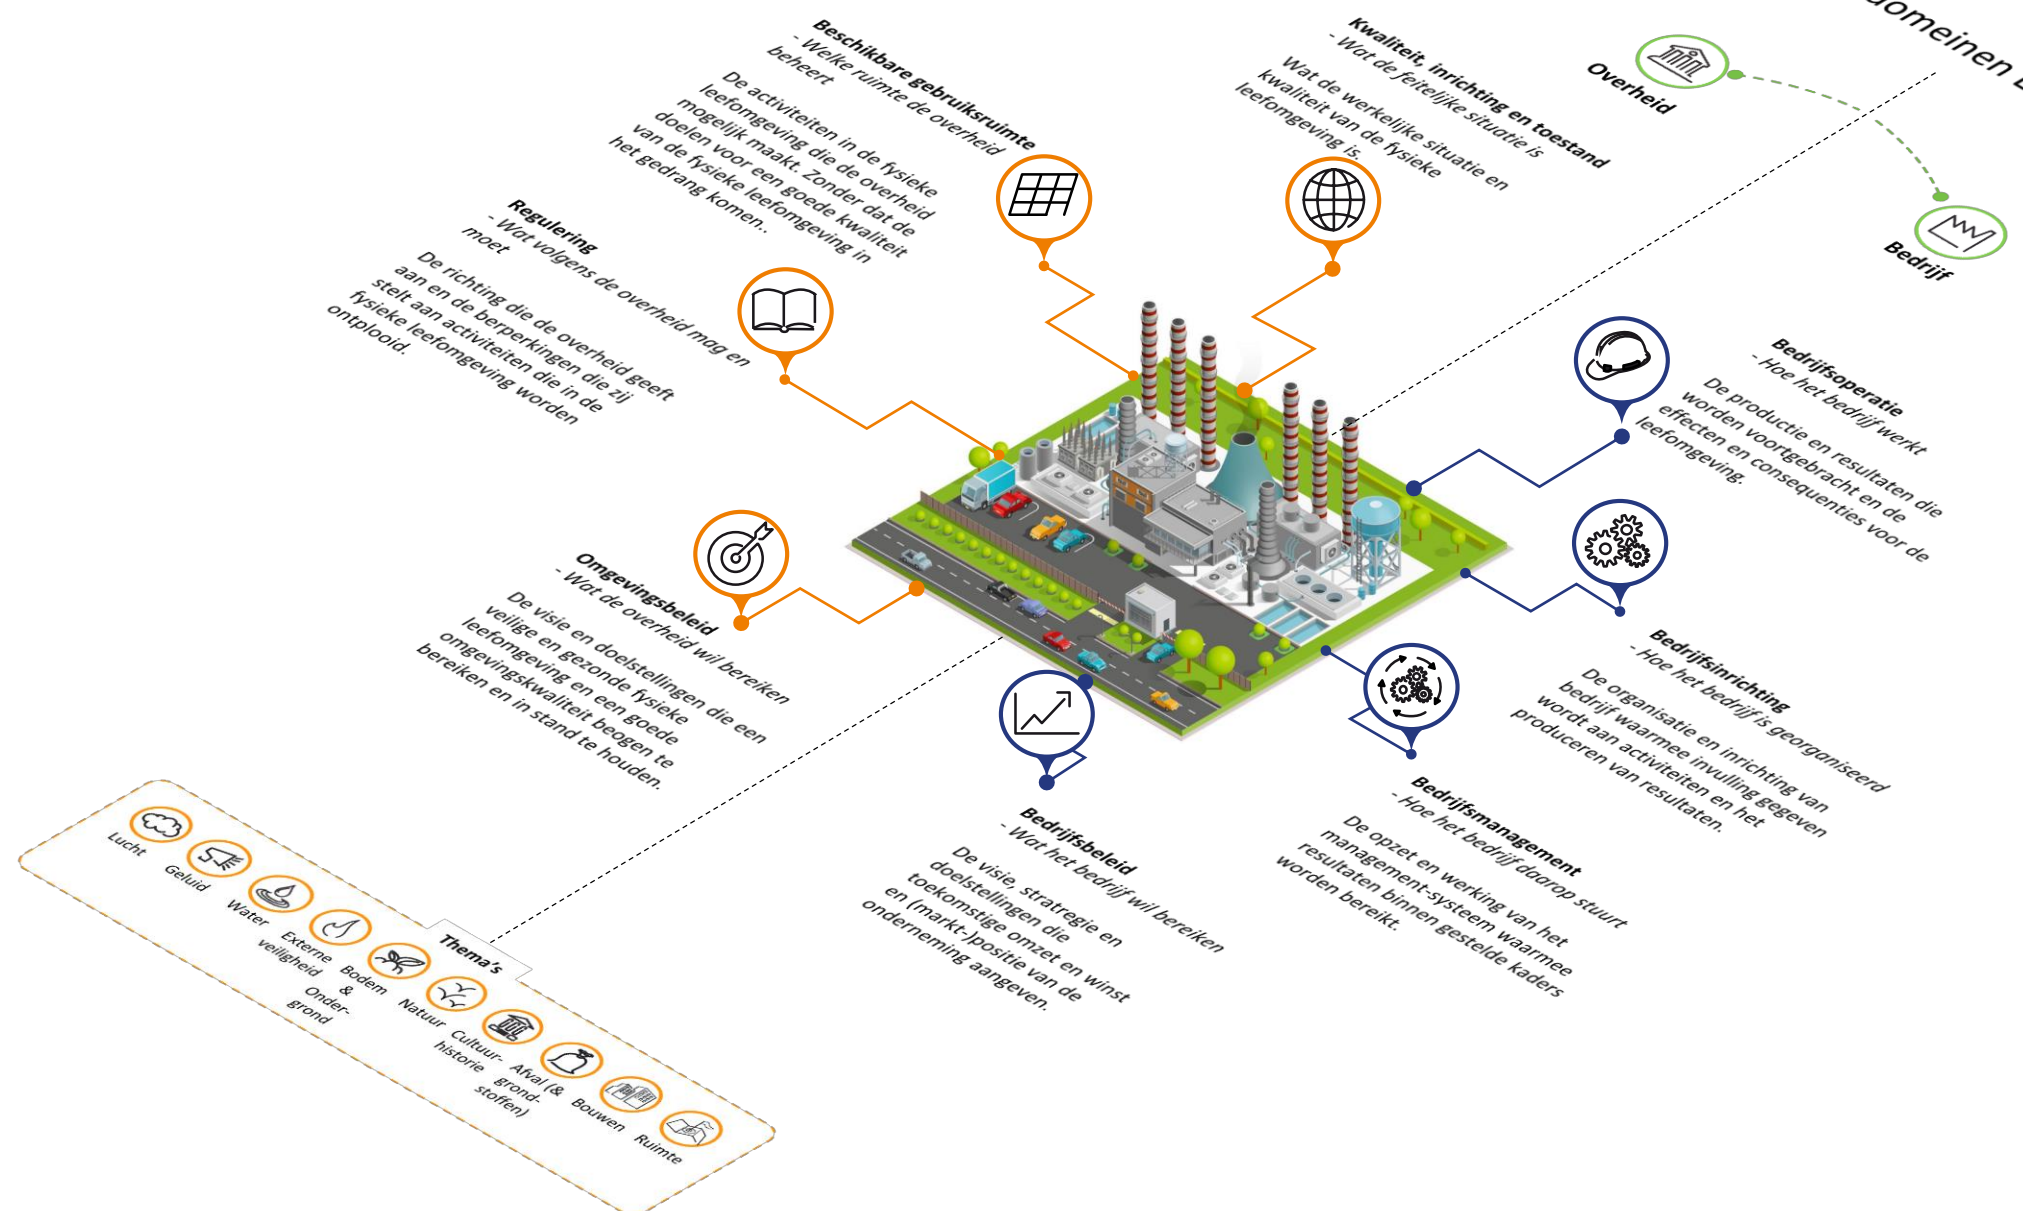 Beschikbare gebruiksruimte
- Welke ruimte de overheid
beheert
De activiteiten in de fysieke
leefomgeving die de overheid
mogelijk maakt. Zonder dat de
doelen voor een goede kwaliteit
van de fysieke leefomgeving in
het gedrang komen..
Kwaliteit, inrichting en toestand
- Wat de feitelijke situatie is
Wat de werkelijke situatie en
kwaliteit van de fysieke
leefomgeving is.
Overheid
Bedrijf
Regulering
- Wat volgens de overheid mag en
moet
De richting die de overheid geeft
aan en de berperkingen die zij
stelt aan activiteiten die in de
fysieke leefomgeving worden
ontplooid.
Bedrijfsoperatie
- Hoe het bedrijf werkt
De productie en resultaten die
worden voortgebracht en de
effecten en consequenties voor de
leefomgeving.
Omgevingsbeleid
- Wat de overheid wil bereiken
De visie en doelstellingen die een
veilige en gezonde fysieke
leefomgeving en een goede
omgevingskwaliteit beogen te
bereiken en in stand te houden.
Bedrijfsinrichting
- Hoe het bedrijf is georganiseerd
De organisatie en inrichting van
bedrijf waarmee invulling gegeven
wordt aan activiteiten en het
produceren van resultaten.
Bedrijfsmanagement
- Hoe het bedrijf daarop stuurt
De opzet en werking van het
management-systeem waarmee
resultaten binnen gestelde kaders
worden bereikt.
Bedrijfsbeleid
- Wat het bedrijf wil bereiken
De visie, stratregie en
doelstellingen die
toekomstige omzet en winst
en (markt-)positie van de
onderneming aangeven.
Thema's
Lucht
Geluid
Water
Externe
veiligheid
Bodem
&
Onder-
grond
Natuur
Cultuur-
historie
Afval (&
grond-
stoffen)
Bouwen
Ruimte